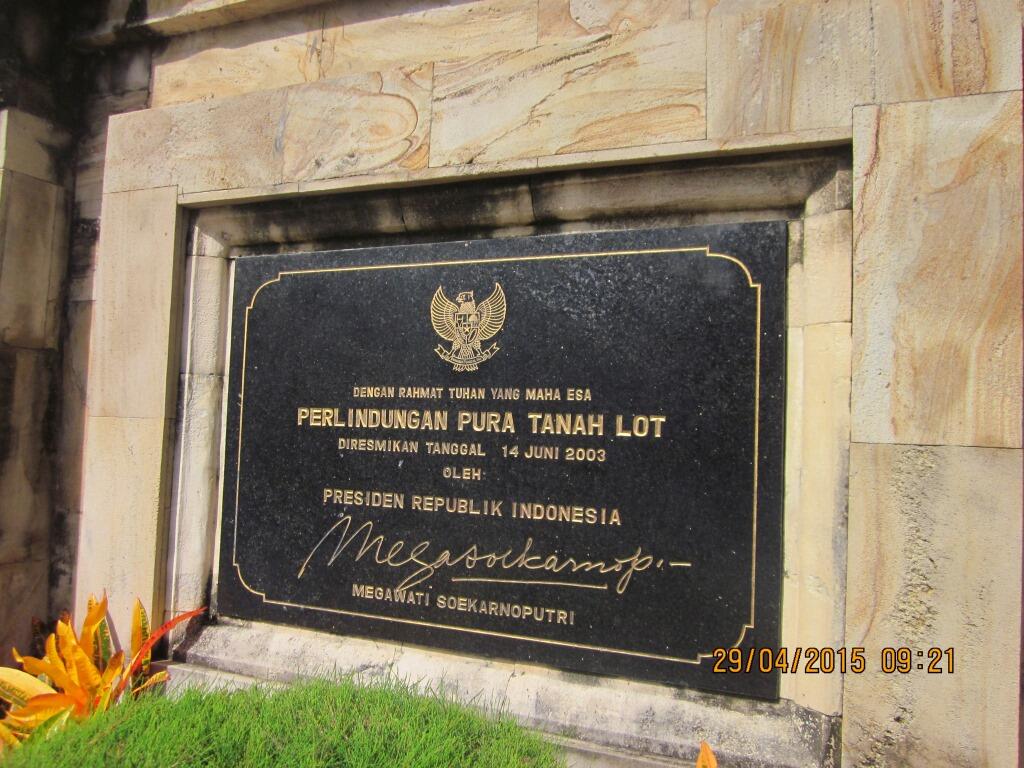 DENGAN RAHMAT TUHAN YANG MAHA ESA
PERLINDUNGAN PURA TANAH LOT
DIRESMIKAN TANGGAL 14 JUNI 2003
OLEH
PRESIDEN REPUBLIK INDONESIA
Megasoekarnop.-
MEGAWATI SOEKARNOPUTRI
29/04/2015 09:21